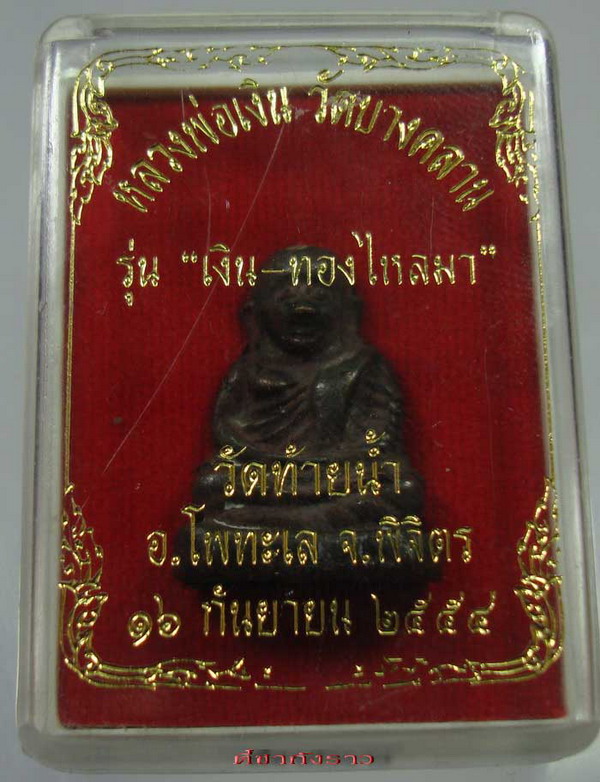 หลวงพ่อเงิน วัดบางคลาน
รุ่น “เงิน-ทองไหลมา”
วัดท้ายน้ำ
อ.โพทะเล จ.พิจิตร
๑๖ กันยายน ๒๕๕๔